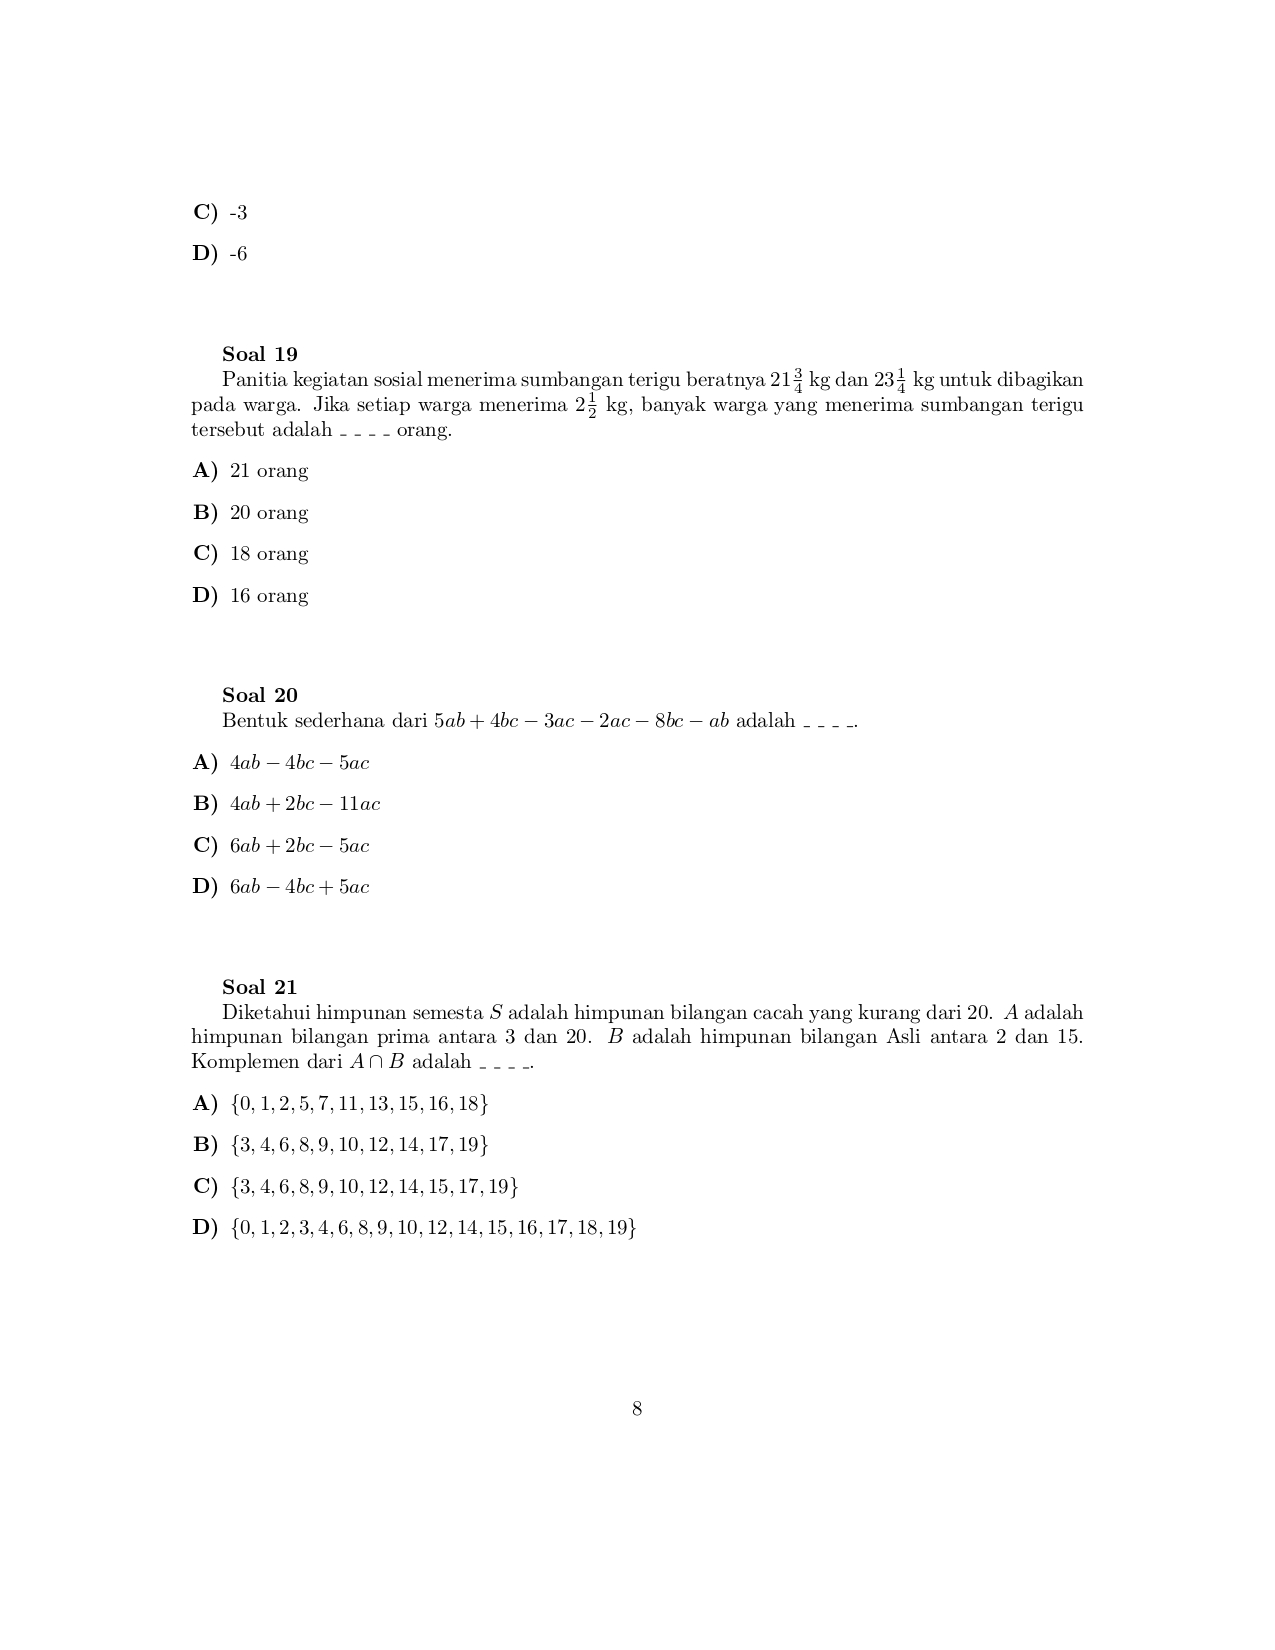 C) -3
D) -6
Soal 19
Panitia kegiatan sosial menerima sumbangan terigu beratnya 21 3/4 kg dan 23 1/4 kg untuk dibagikan
pada warga. Jika setiap warga menerima 2 1/2 kg, banyak warga yang menerima sumbangan terigu
tersebut adalah _ _ _ _ orang.
A) 21 orang
B) 20 orang
C) 18 orang
D) 16 orang
Soal 20
Bentuk sederhana dari 5ab + 4bc − 3ac − 2ac − 8bc − ab adalah _ _ _ _.
A) 4ab − 4bc − 5ac
B) 4ab + 2bc − 11ac
C) 6ab + 2bc − 5ac
D) 6ab − 4bc + 5ac
Soal 21
Diketahui himpunan semesta S adalah himpunan bilangan cacah yang kurang dari 20. A adalah
himpunan bilangan prima antara 3 dan 20. B adalah himpunan bilangan Asli antara 2 dan 15.
Komplemen dari A ∩ B adalah _ _ _ _.
A) {0, 1, 2, 5, 7, 11, 13, 15, 16, 18}
B) {3, 4, 6, 8, 9, 10, 12, 14, 17, 19}
C) {3, 4, 6, 8, 9, 10, 12, 14, 15, 17, 19}
D) {0, 1, 2, 3, 4, 6, 8, 9, 10, 12, 14, 15, 16, 17, 18, 19}
8